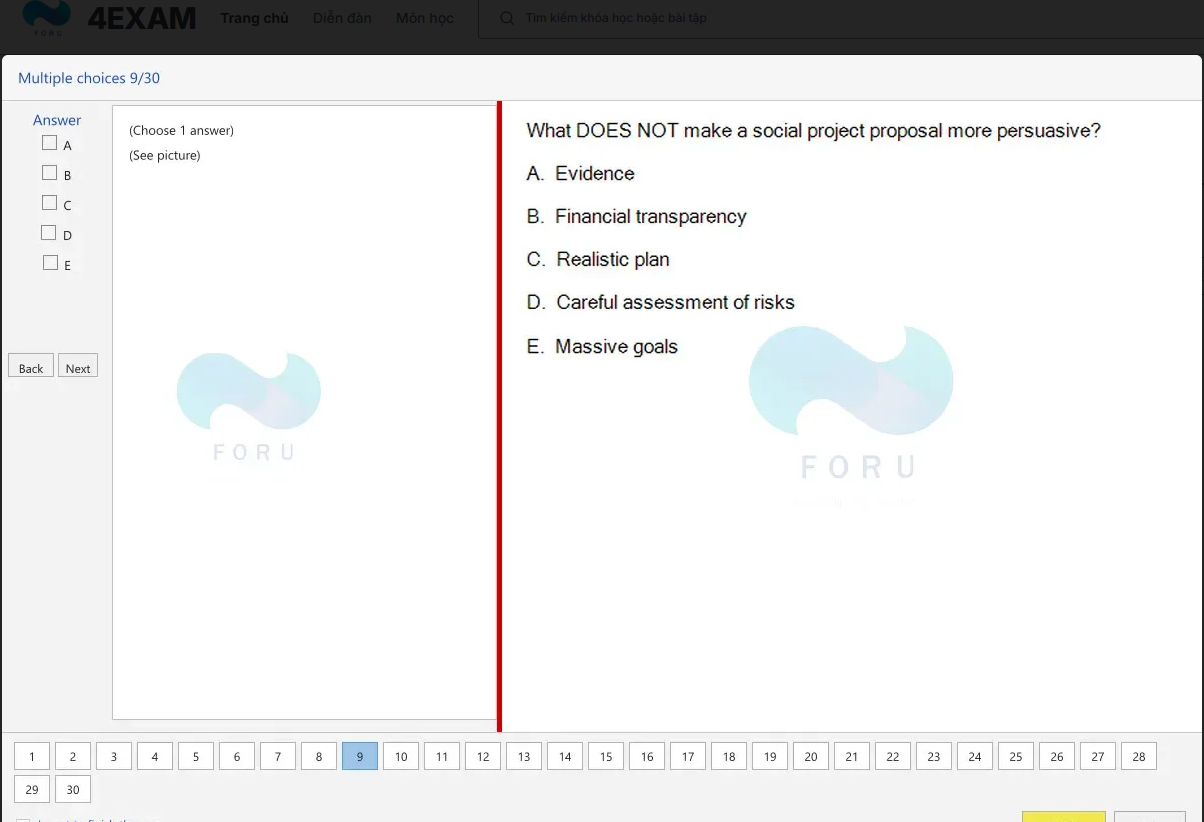 FORU
4EXAM
Trang chủ
Diễn đàn
Môn học
Tìm kiếm khóa học hoặc bài tập
Multiple choices 9/30
Answer
A
B
C
D
E
Back
Next
(Choose 1 answer)
(See picture)
FORU
What DOES NOT make a social project proposal more persuasive?
A. Evidence
B. Financial transparency
C. Realistic plan
D. Careful assessment of risks
E. Massive goals
FORU
1 2 3 4 5 6 7 8 9 10 11 12 13 14 15 16 17 18 19 20 21 22 23 24 25 26 27 28
29 30